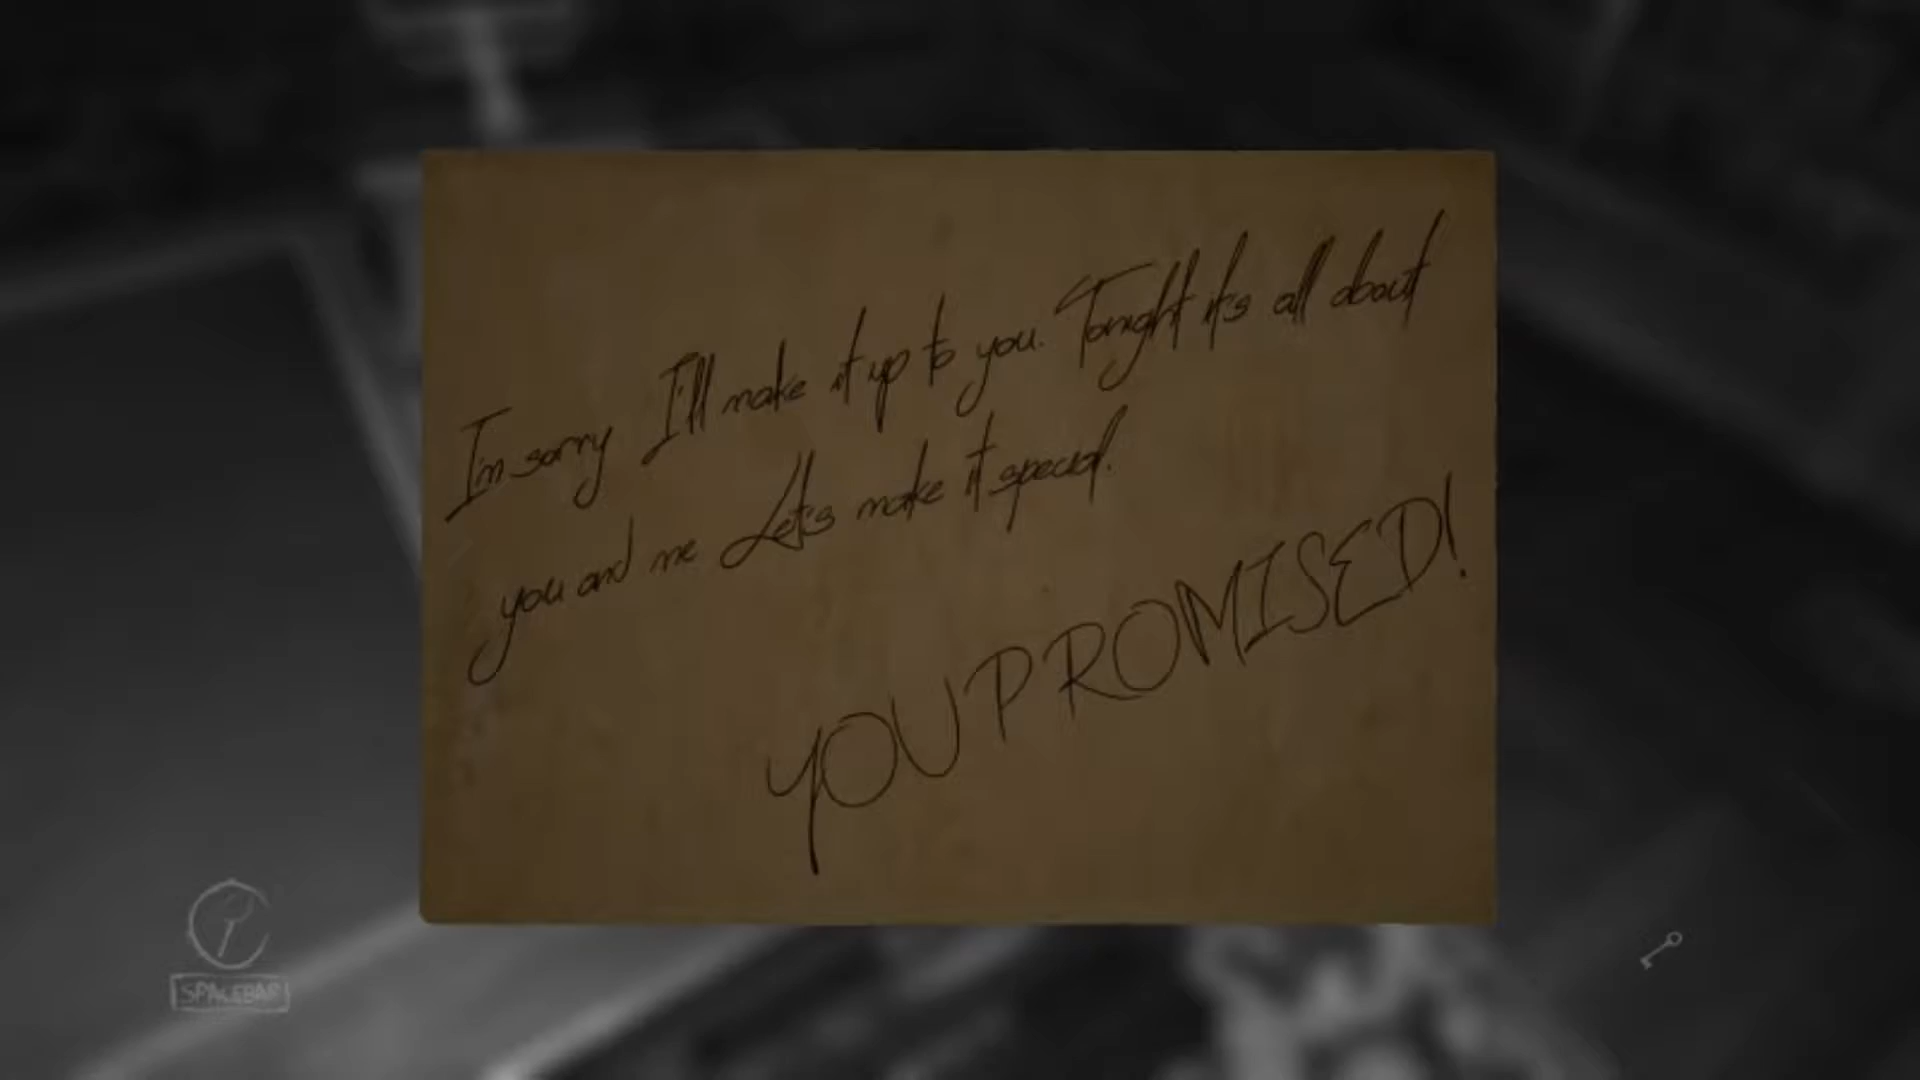 I'm sorry I'll make it up to you. Tonight it's all about
you and me Let's make it special.
YOU PROMISED!
SPACEBAR